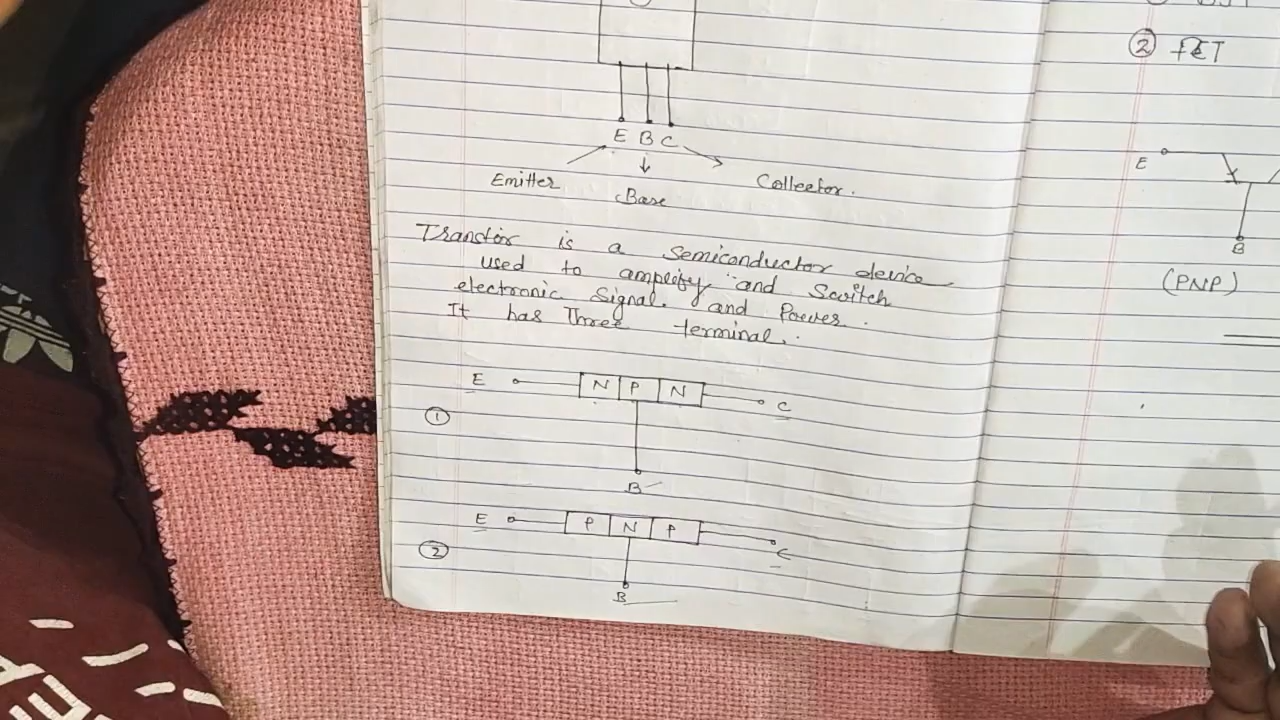 E B C
Emitter
Base
Collector.
Transtor is a Semiconductor device
used to amplify and Switch
electronic Signal. and Power.
It has Three terminal.
E N P N C
①
B
E P N P C
②
B
② FET
E
B
(PNP)